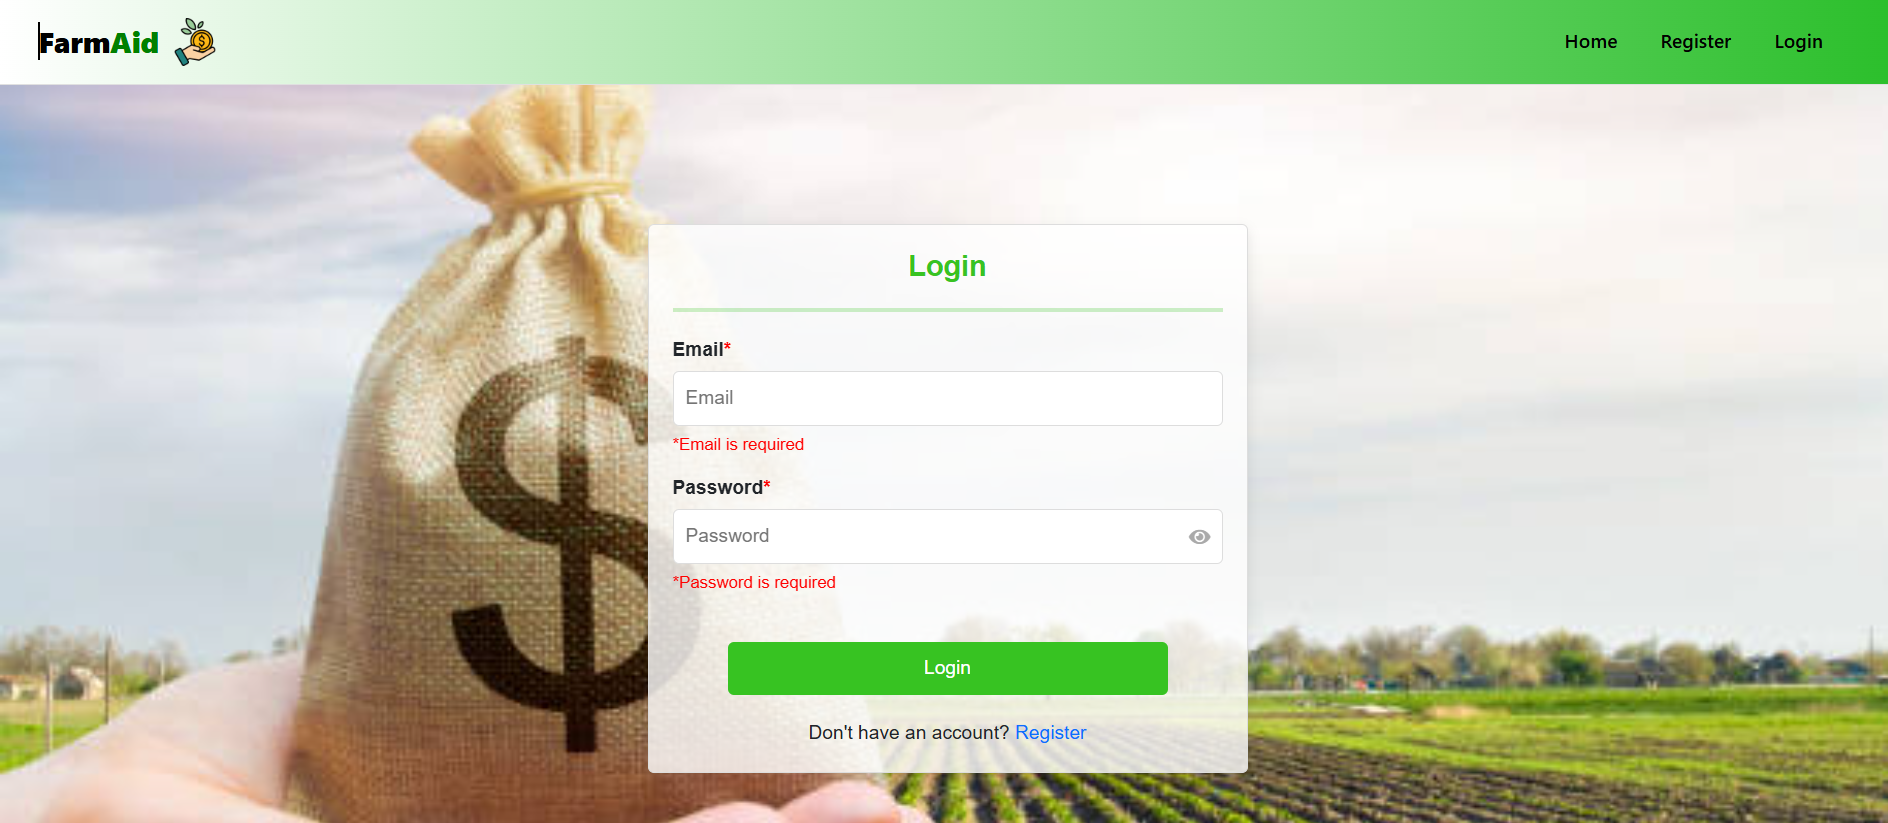 FarmAid
Home Register Login
$
Login
Email*
Email
*Email is required
Password*
Password
*Password is required
Login
Don't have an account? Register